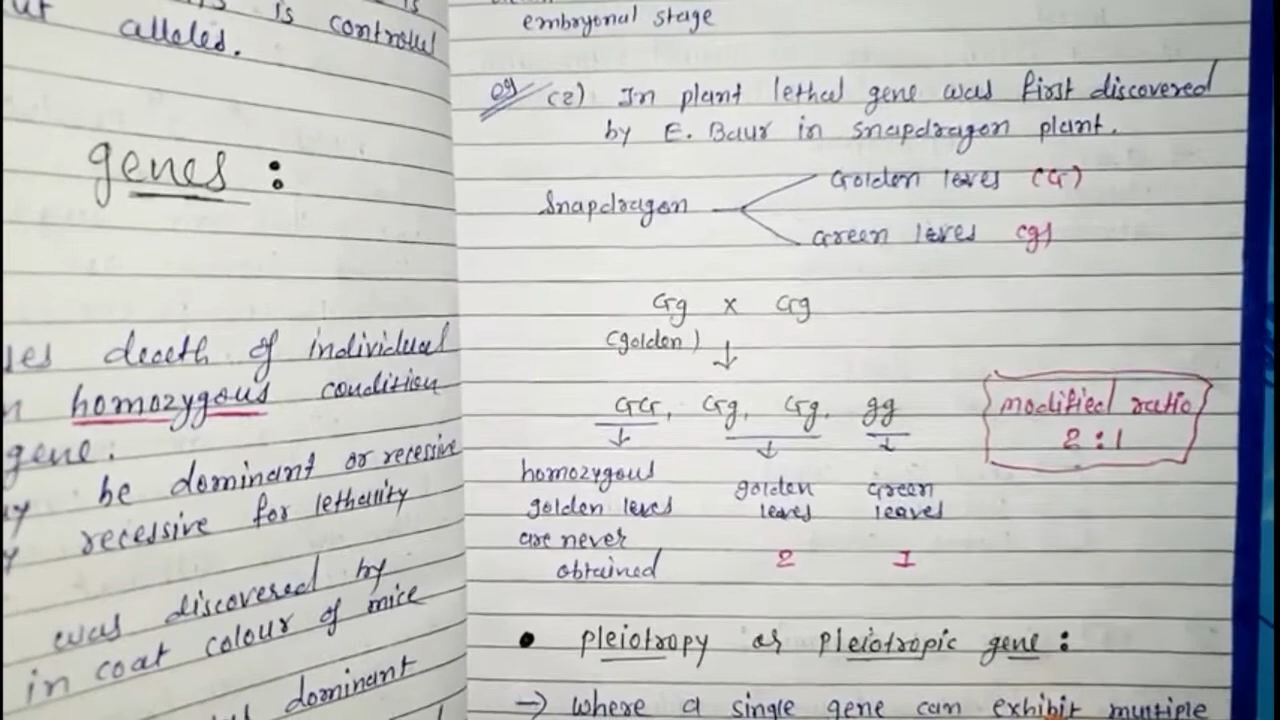 is controlled
alleles.
genes :
death of individual
homozygous condition
gene.
be dominant or recessive
recessive for lethality
was discovered by
in coat colour of mice
dominant
embryonal stage
eg (2) In plant lethal gene was first discovered
by E. Baur in snapdragon plant.
Golden leves (G)
Snapdragon
Green leves (g)
Gg x Gg
(golden)
GG, Gg, Gg, gg
modified ratio
2 : 1
homozygous
golden leves
are never
obtained
golden
leves
2
Green
leaves
1
• pleiotropy or pleiotropic gene :
→ where a single gene can exhibit multiple